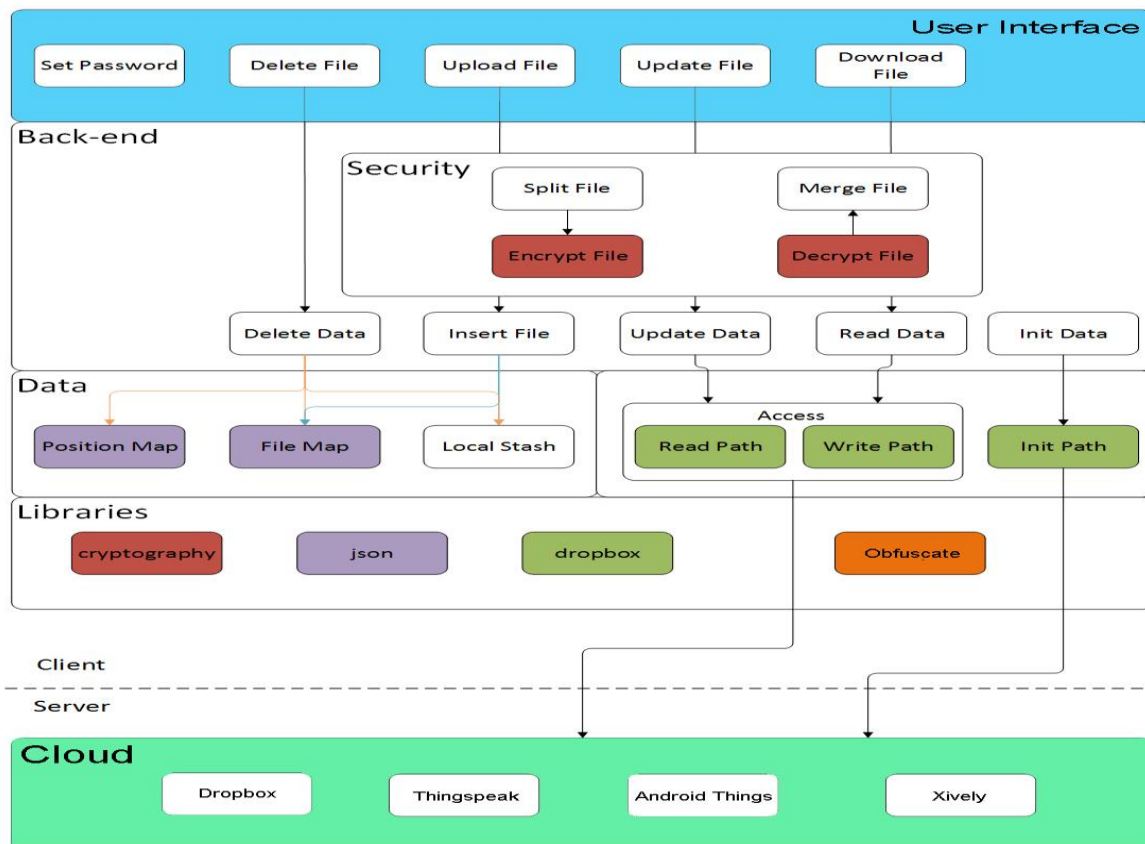 User Interface
Set Password
Delete File
Upload File
Update File
Download
File
Back-end
Security
Split File
Merge File
Encrypt File
Decrypt File
Delete Data
Insert File
Update Data
Read Data
Init Data
Data
Access
Position Map
File Map
Local Stash
Read Path
Write Path
Init Path
Libraries
cryptography
json
dropbox
Obfuscate
Client
Server
Cloud
Dropbox
Thingspeak
Android Things
Xively